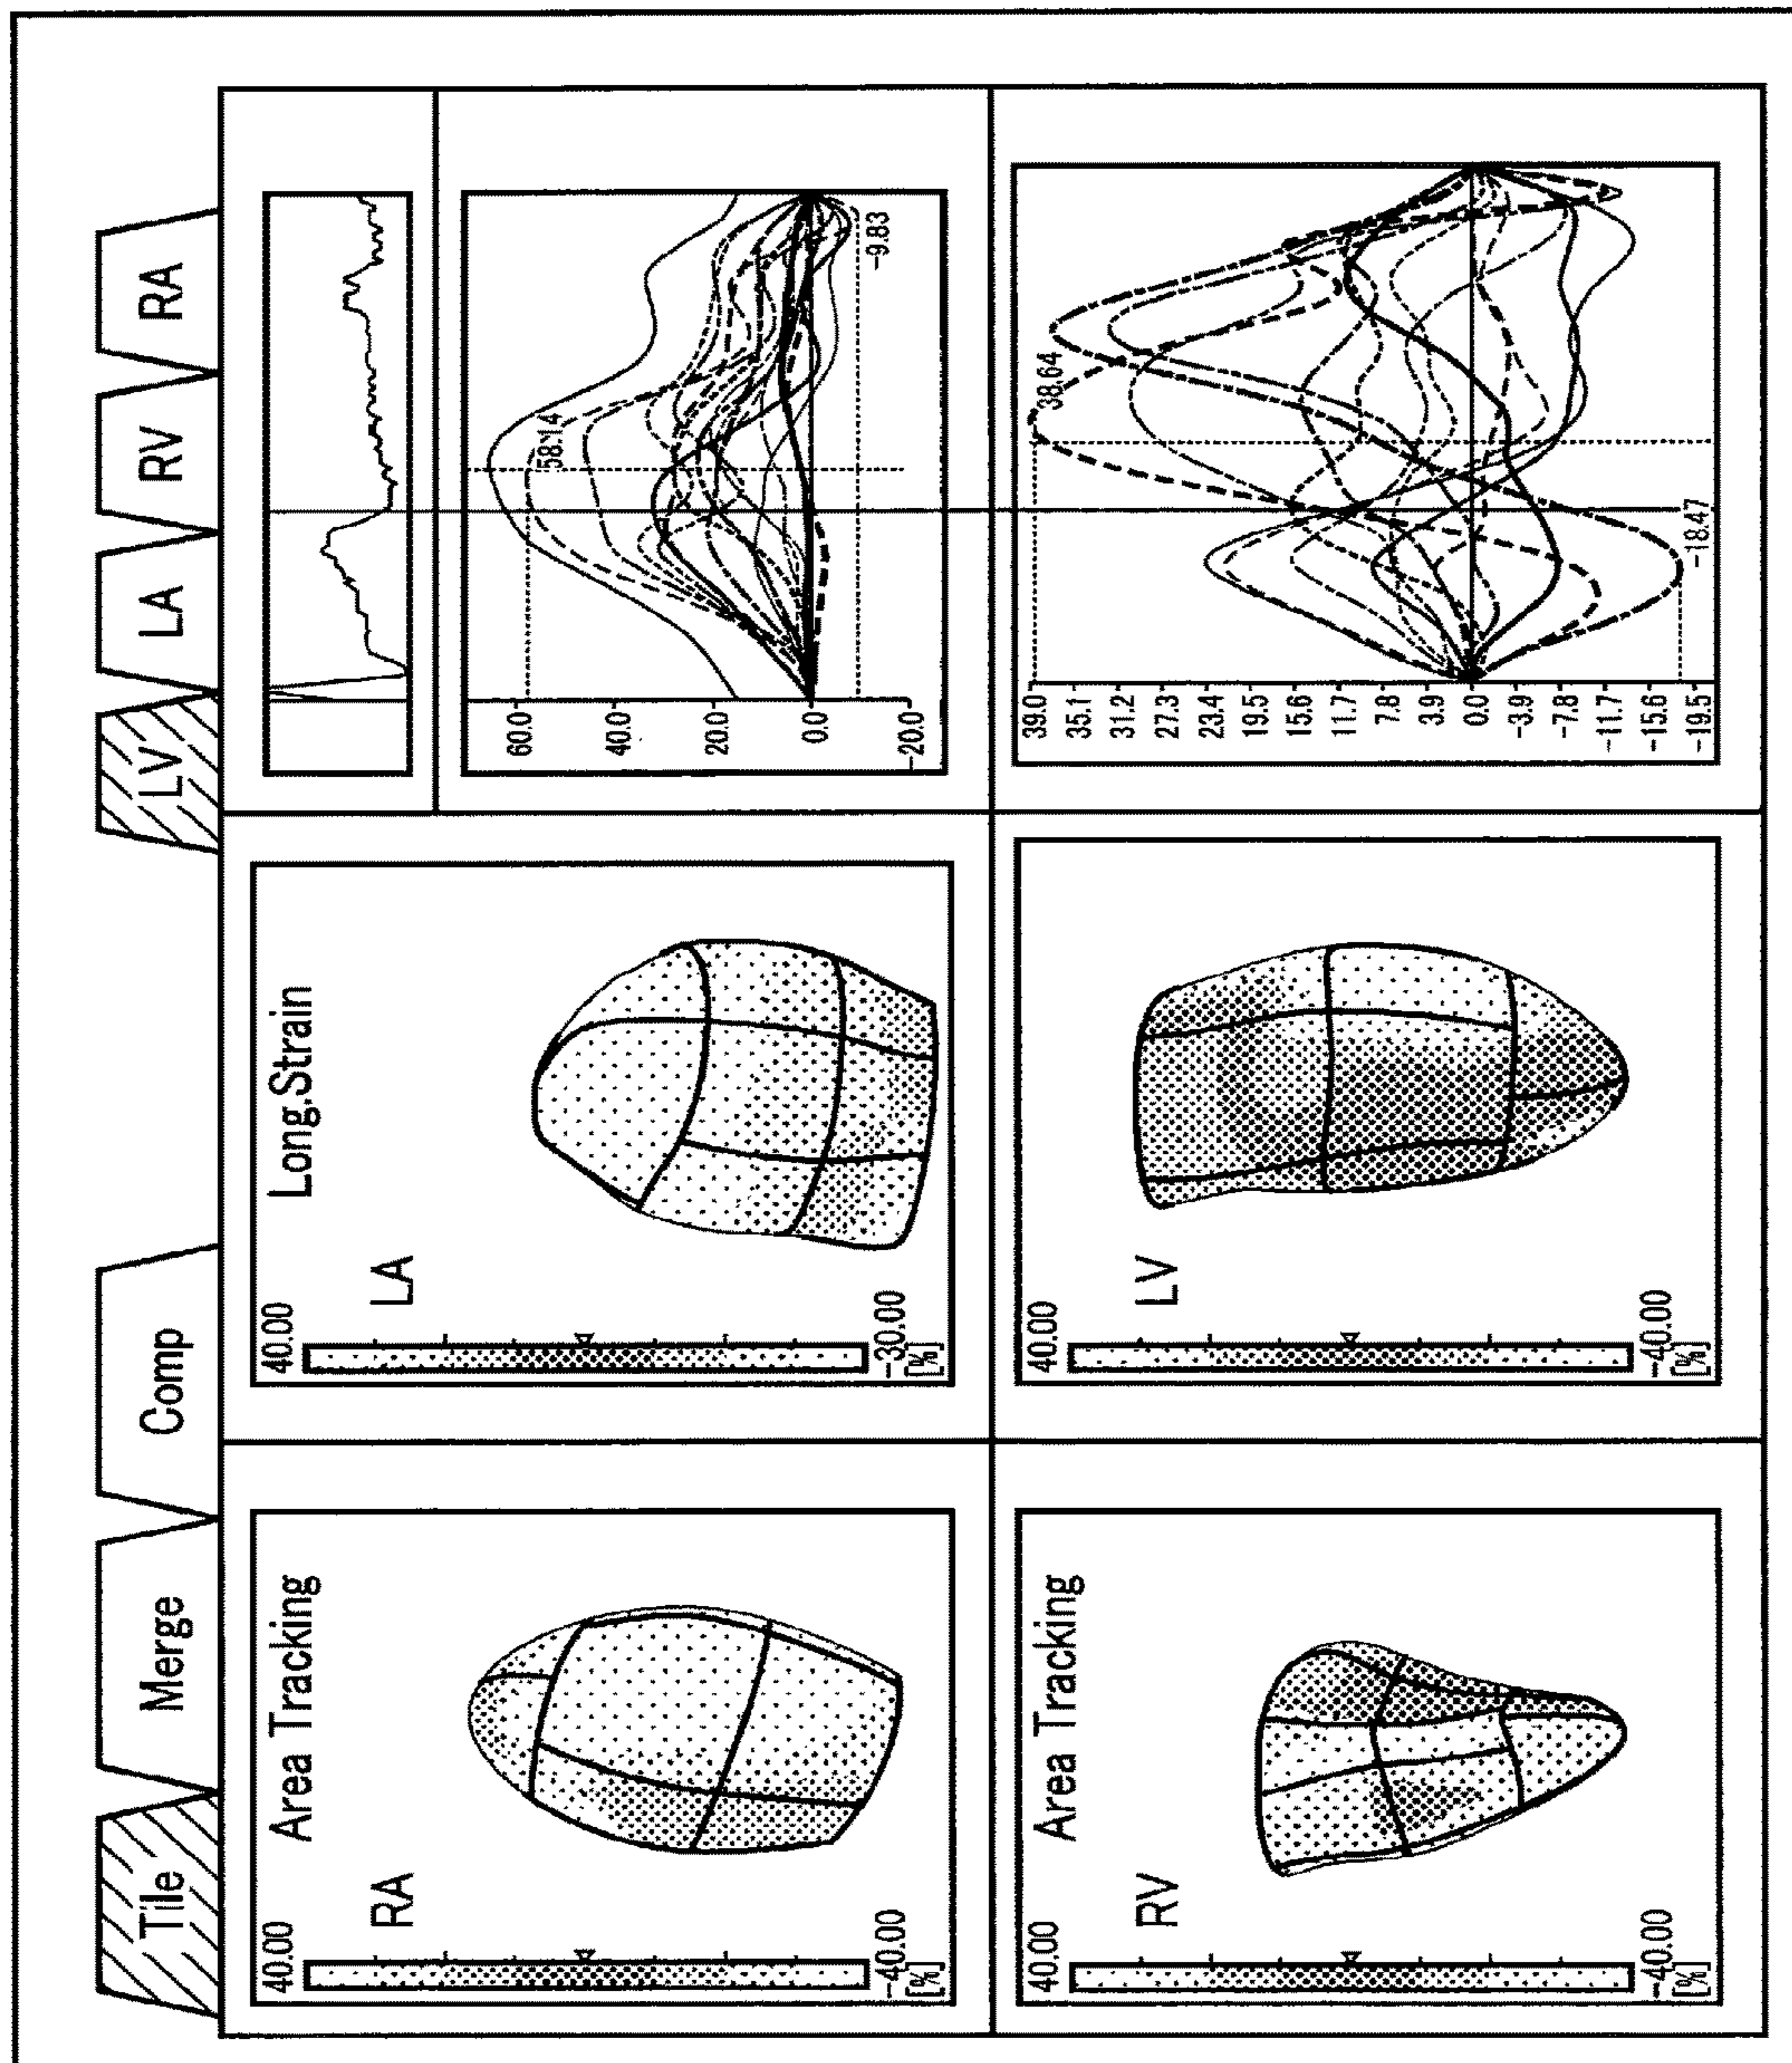 Tile
Merge
Comp
LV
LA
RV
RA
Area Tracking
RA
40.00
-40.00
[%]
Long.Strain
LA
40.00
-30.00
[%]
60.0
40.0
20.0
0.0
-20.0
58.14
-9.83
Area Tracking
RV
40.00
-40.00
[%]
LV
40.00
-40.00
[%]
39.0
35.1
31.2
27.3
23.4
19.5
15.6
11.7
7.8
3.9
0.0
-3.9
-7.8
-11.7
-15.6
-19.5
38.64
-18.47